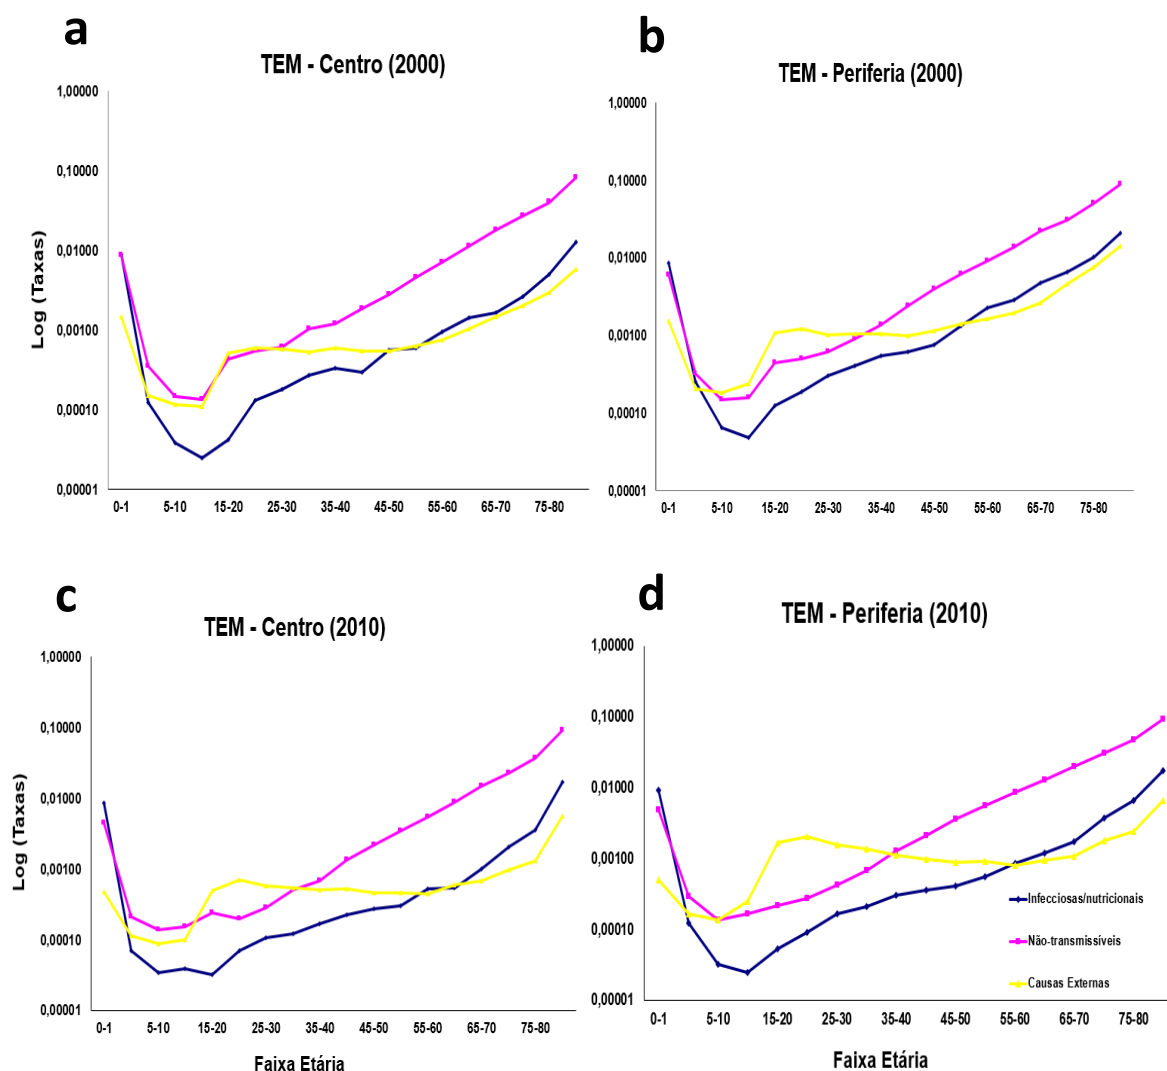 a
TEM - Centro (2000)
1,00000
0,10000
0,01000
0,00100
0,00010
0,00001
Log (Taxas)
0-1 5-10 15-20 25-30 35-40 45-50 55-60 65-70 75-80
b
TEM - Periferia (2000)
1,00000
0,10000
0,01000
0,00100
0,00010
0,00001
0-1 5-10 15-20 25-30 35-40 45-50 55-60 65-70 75-80
c
TEM - Centro (2010)
1,00000
0,10000
0,01000
0,00100
0,00010
0,00001
Log (Taxas)
0-1 5-10 15-20 25-30 35-40 45-50 55-60 65-70 75-80
Faixa Etária
d
TEM - Periferia (2010)
1,00000
0,10000
0,01000
0,00100
0,00010
0,00001
Infecciosas/nutricionais
Não-transmissíveis
Causas Externas
0-1 5-10 15-20 25-30 35-40 45-50 55-60 65-70 75-80
Faixa Etária